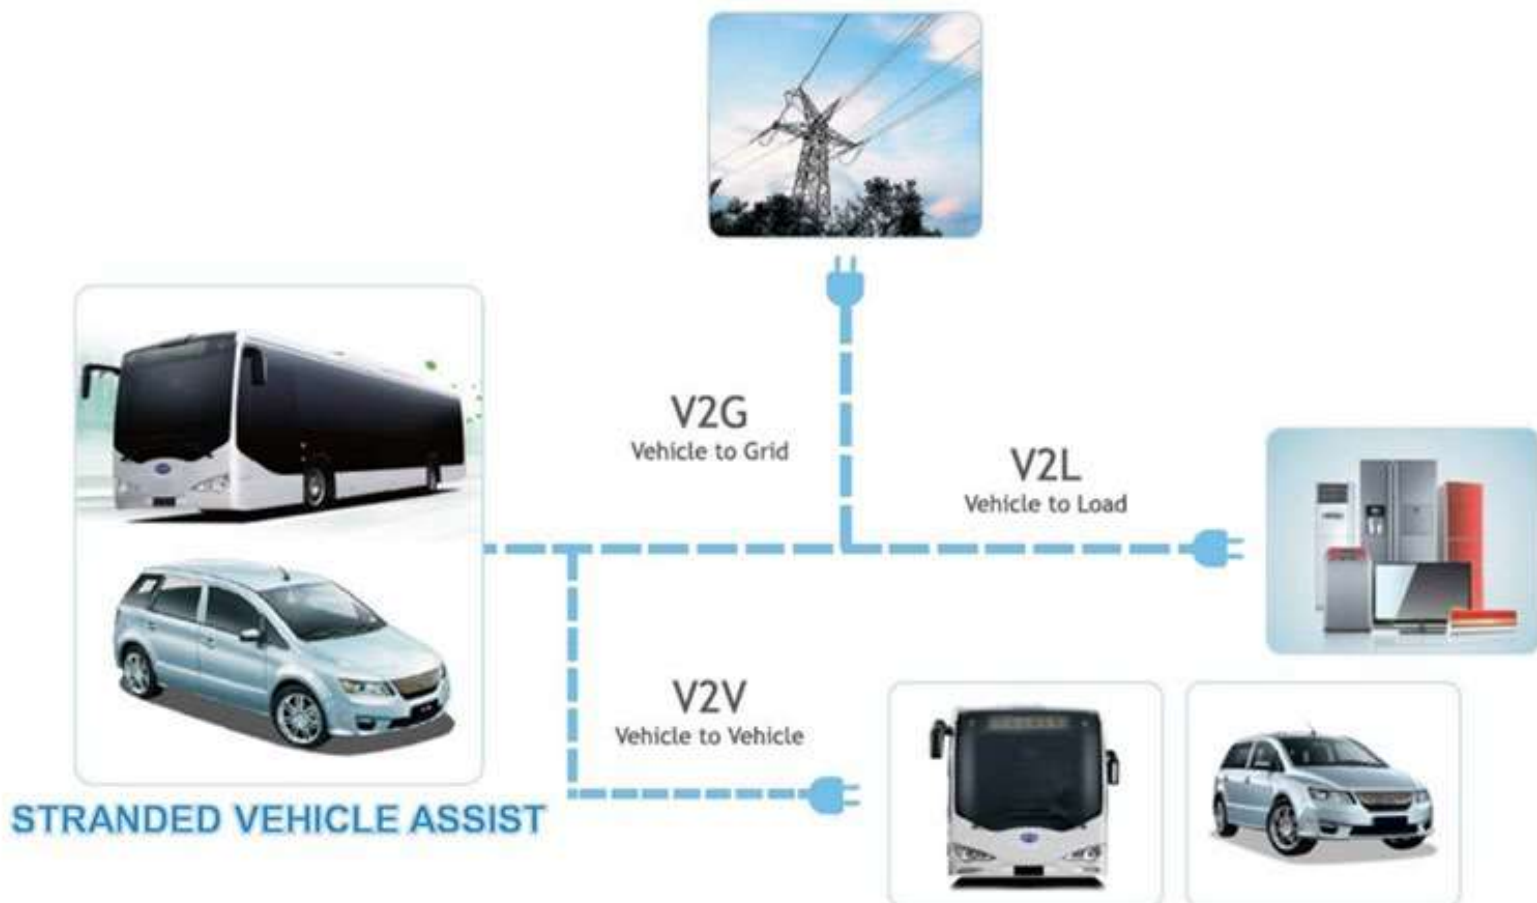 V2G
Vehicle to Grid
V2L
Vehicle to Load
V2V
Vehicle to Vehicle
STRANDED VEHICLE ASSIST